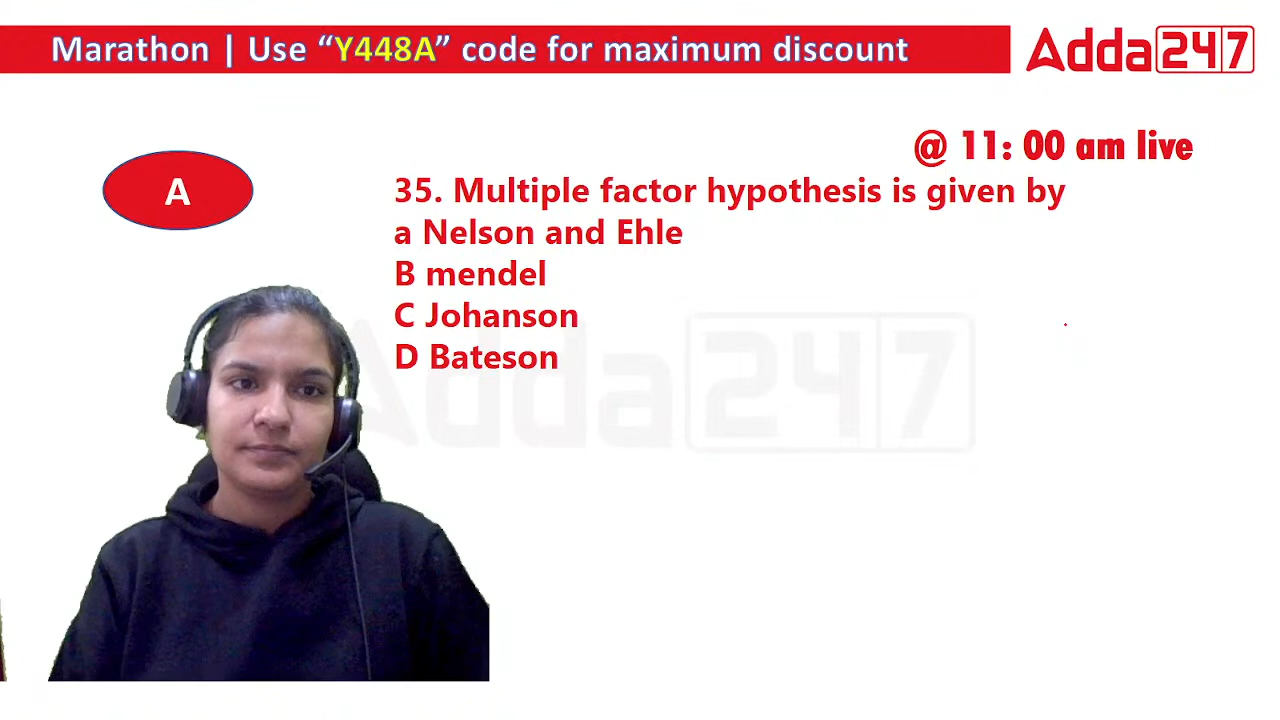 Marathon | Use “Y448A” code for maximum discount
Adda247
@ 11: 00 am live
A
35. Multiple factor hypothesis is given by
a Nelson and Ehle
B mendel
C Johanson
D Bateson
Adda247